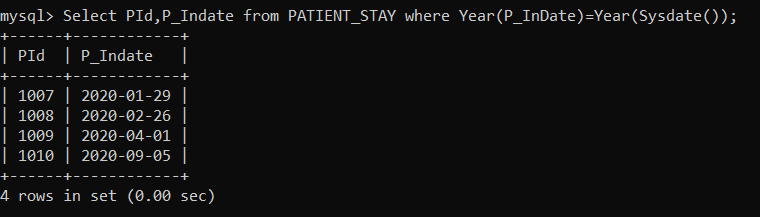 mysql> Select PId,P_Indate from PATIENT_STAY where Year(P_InDate)=Year(Sysdate());
+------+------------+
| PId  | P_Indate   |
+------+------------+
| 1007 | 2020-01-29 |
| 1008 | 2020-02-26 |
| 1009 | 2020-04-01 |
| 1010 | 2020-09-05 |
+------+------------+
4 rows in set (0.00 sec)